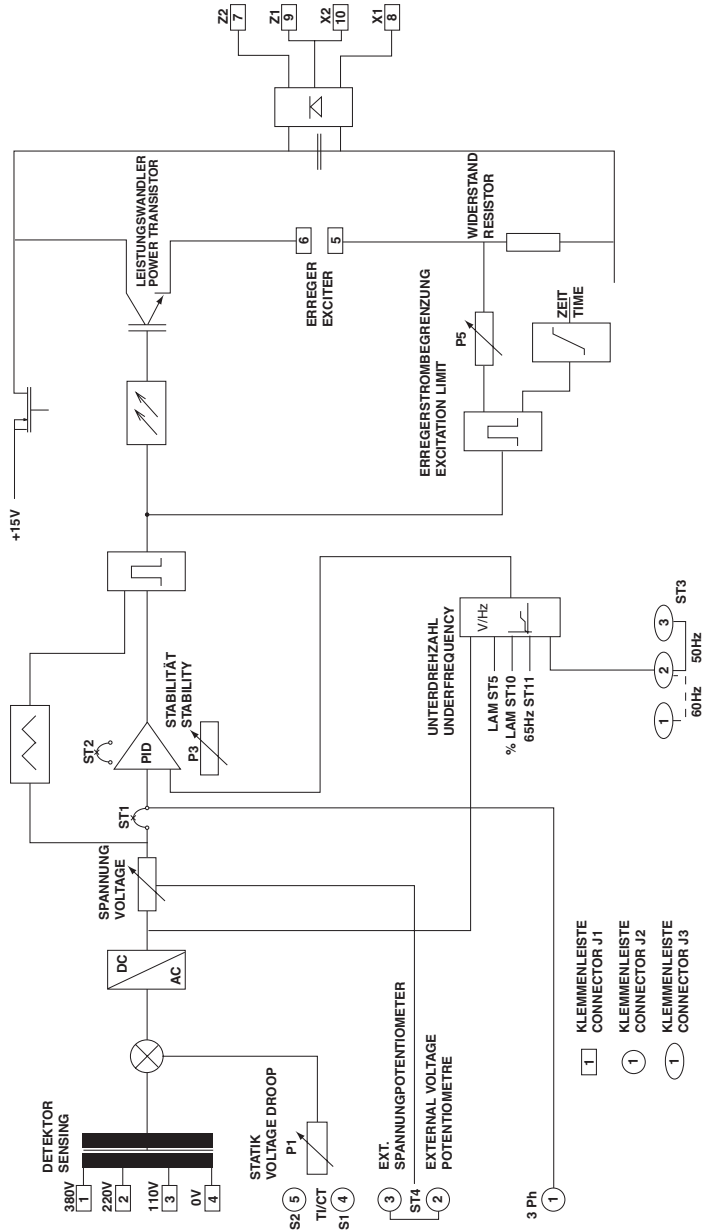 DETEKTOR
SENSING
380V
1
220V
2
110V
3
0V
4
DC
AC
SPANNUNG
VOLTAGE
ST1
ST2
PID
STABILITÄT
STABILITY
P3
+15V
LEISTUNGSWANDLER
POWER TRANSISTOR
Z2
7
Z1
9
X2
10
X1
8
6
5
ERREGER
EXCITER
WIDERSTAND
RESISTOR
P5
ERREGERSTROMBEGRENZUNG
EXCITATION LIMIT
ZEIT
TIME
STATIK
VOLTAGE DROOP
P1
S2 5
TI/CT
S1 4
EXT.
SPANNUNGPOTENTIOMETER
3
ST4
2
EXTERNAL VOLTAGE
POTENTIOMETRE
3 Ph 1
UNTERDREHZAHL
UNDERFREQUENCY
V/Hz
LAM ST5
% LAM ST10
65Hz ST11
1
2
3
ST3
60Hz
50Hz
1
KLEMMENLEISTE
CONNECTOR J1
1
KLEMMENLEISTE
CONNECTOR J2
1
KLEMMENLEISTE
CONNECTOR J3